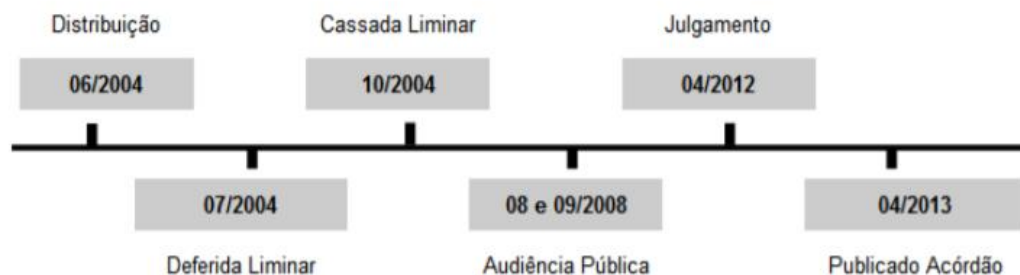 Distribuição
Cassada Liminar
Julgamento
06/2004
10/2004
04/2012
07/2004
08 e 09/2008
04/2013
Deferida Liminar
Audiência Pública
Publicado Acórdão